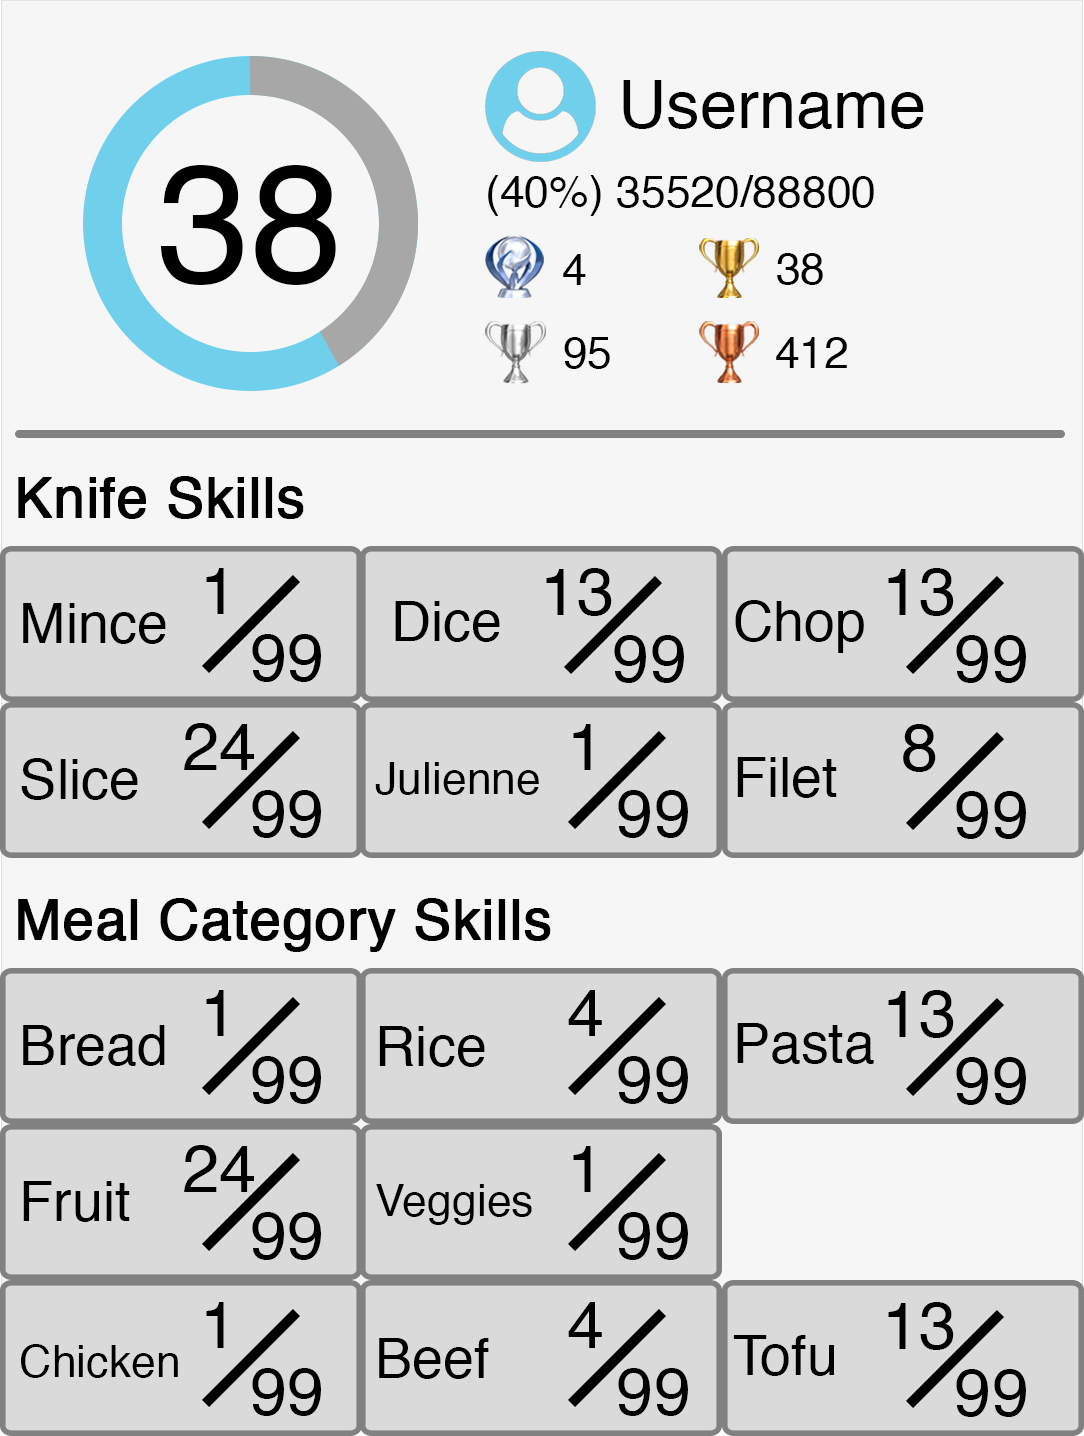 38
Username
(40%) 35520/88800
4 38
95 412
Knife Skills
Mince 1/99 Dice 13/99 Chop 13/99
Slice 24/99 Julienne 1/99 Filet 8/99
Meal Category Skills
Bread 1/99 Rice 4/99 Pasta 13/99
Fruit 24/99 Veggies 1/99
Chicken 1/99 Beef 4/99 Tofu 13/99